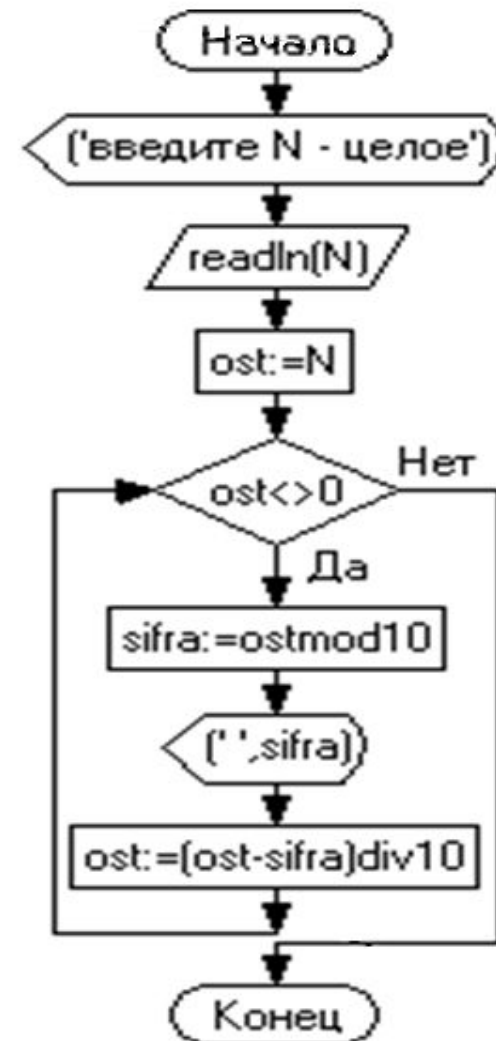 Начало
('введите N - целое')
readln(N)
ost:=N
ost<>0
Нет
Да
sifra:=ostmod10
(' ',sifra)
ost:=(ost-sifra)div10
Конец